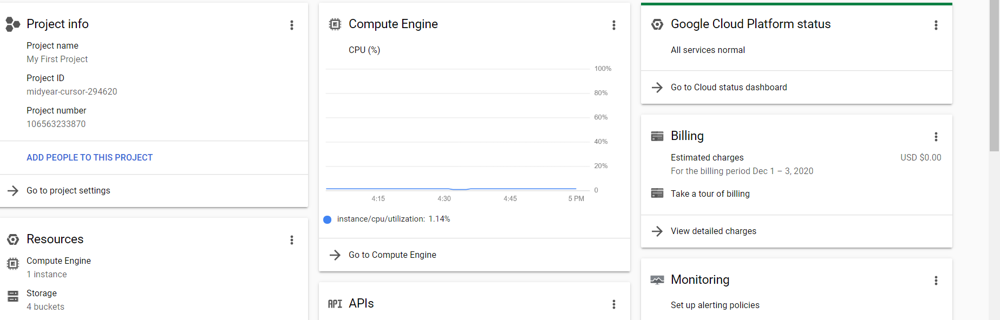 Project info
Project name
My First Project
Project ID
midyear-cursor-294620
Project number
106563233870
ADD PEOPLE TO THIS PROJECT
Go to project settings
Resources
Compute Engine
1 instance
Storage
4 buckets
Compute Engine
CPU (%)
100%
80%
60%
40%
20%
0
4:15
4:30
4:45
5 PM
instance/cpu/utilization: 1.14%
Go to Compute Engine
API APIs
Google Cloud Platform status
All services normal
Go to Cloud status dashboard
Billing
Estimated charges USD $0.00
For the billing period Dec 1 – 3, 2020
Take a tour of billing
View detailed charges
Monitoring
Set up alerting policies